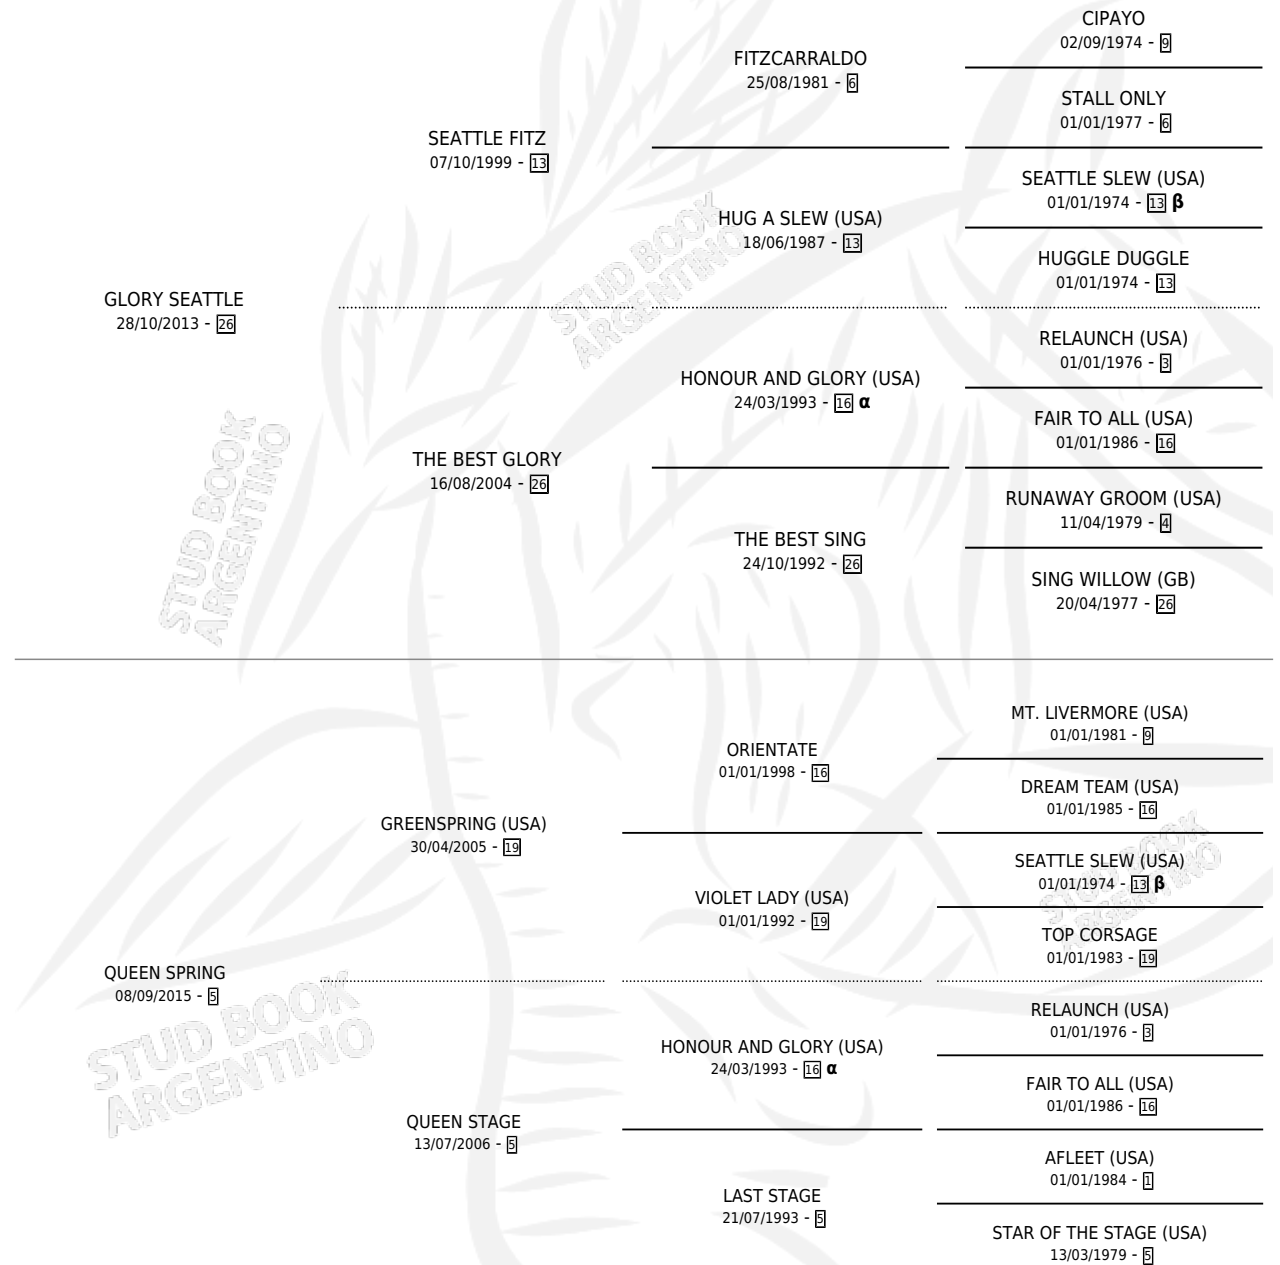 CIPAYO
02/09/1974 - 9
FITZCARRALDO
25/08/1981 - 6
STALL ONLY
01/01/1977 - 6
SEATTLE FITZ
07/10/1999 - 13
SEATTLE SLEW (USA)
01/01/1974 - 13 β
HUG A SLEW (USA)
18/06/1987 - 13
HUGGLE DUGGLE
01/01/1974 - 13
GLORY SEATTLE
28/10/2013 - 26
RELAUNCH (USA)
01/01/1976 - 3
HONOUR AND GLORY (USA)
24/03/1993 - 16 α
FAIR TO ALL (USA)
01/01/1986 - 16
THE BEST GLORY
16/08/2004 - 26
RUNAWAY GROOM (USA)
11/04/1979 - 4
THE BEST SING
24/10/1992 - 26
SING WILLOW (GB)
20/04/1977 - 26
MT. LIVERMORE (USA)
01/01/1981 - 9
ORIENTATE
01/01/1998 - 16
DREAM TEAM (USA)
01/01/1985 - 16
GREENSPRING (USA)
30/04/2005 - 19
SEATTLE SLEW (USA)
01/01/1974 - 13 β
VIOLET LADY (USA)
01/01/1992 - 19
TOP CORSAGE
01/01/1983 - 19
QUEEN SPRING
08/09/2015 - 5
RELAUNCH (USA)
01/01/1976 - 3
HONOUR AND GLORY (USA)
24/03/1993 - 16 α
FAIR TO ALL (USA)
01/01/1986 - 16
QUEEN STAGE
13/07/2006 - 5
AFLEET (USA)
01/01/1984 - 1
LAST STAGE
21/07/1993 - 5
STAR OF THE STAGE (USA)
13/03/1979 - 5
STUD BOOK
ARGENTINO
STUD BOOK
ARGENTINO
STUD BOOK
ARGENTINO
STUD BOOK
ARGENTINO